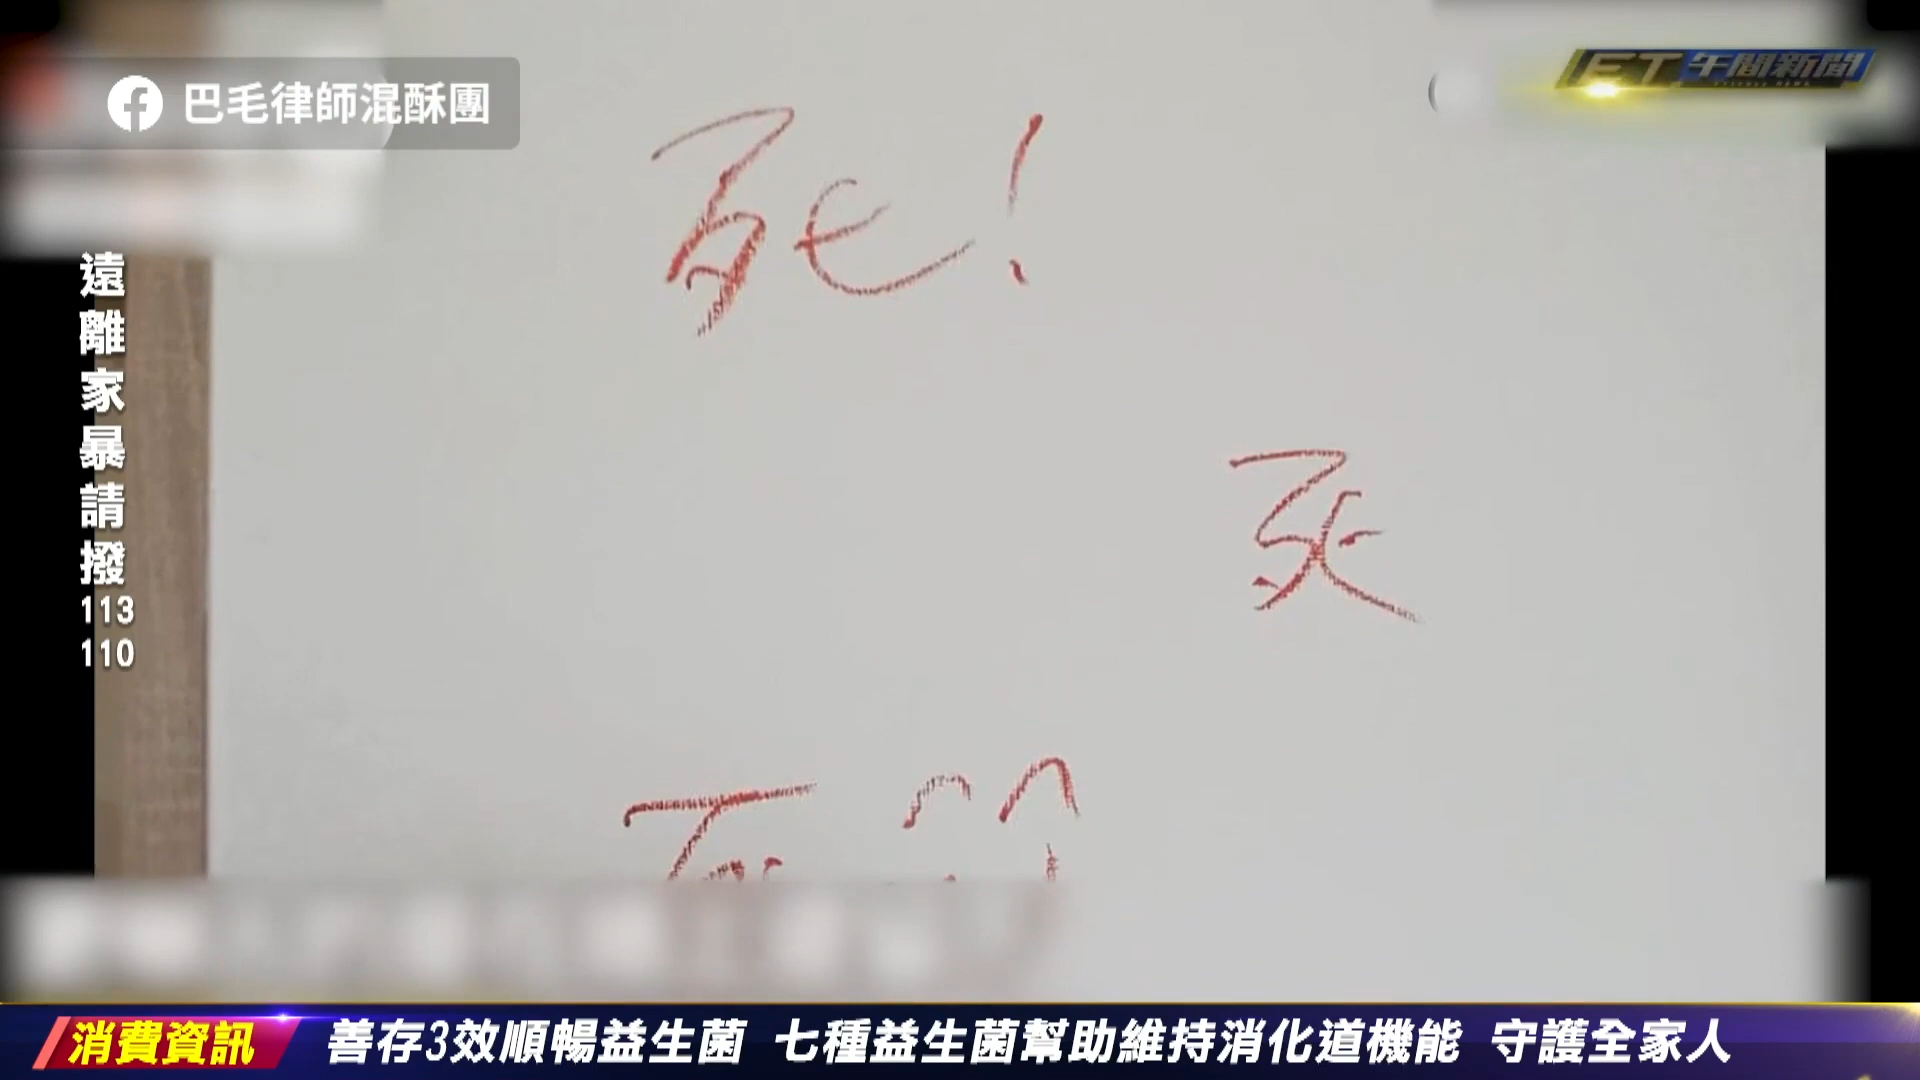 巴毛律師混酥團
ET午間新聞
死!
死
遠離家暴請撥
113
110
消費資訊
善存3效順暢益生菌 七種益生菌幫助維持消化道機能 守護全家人